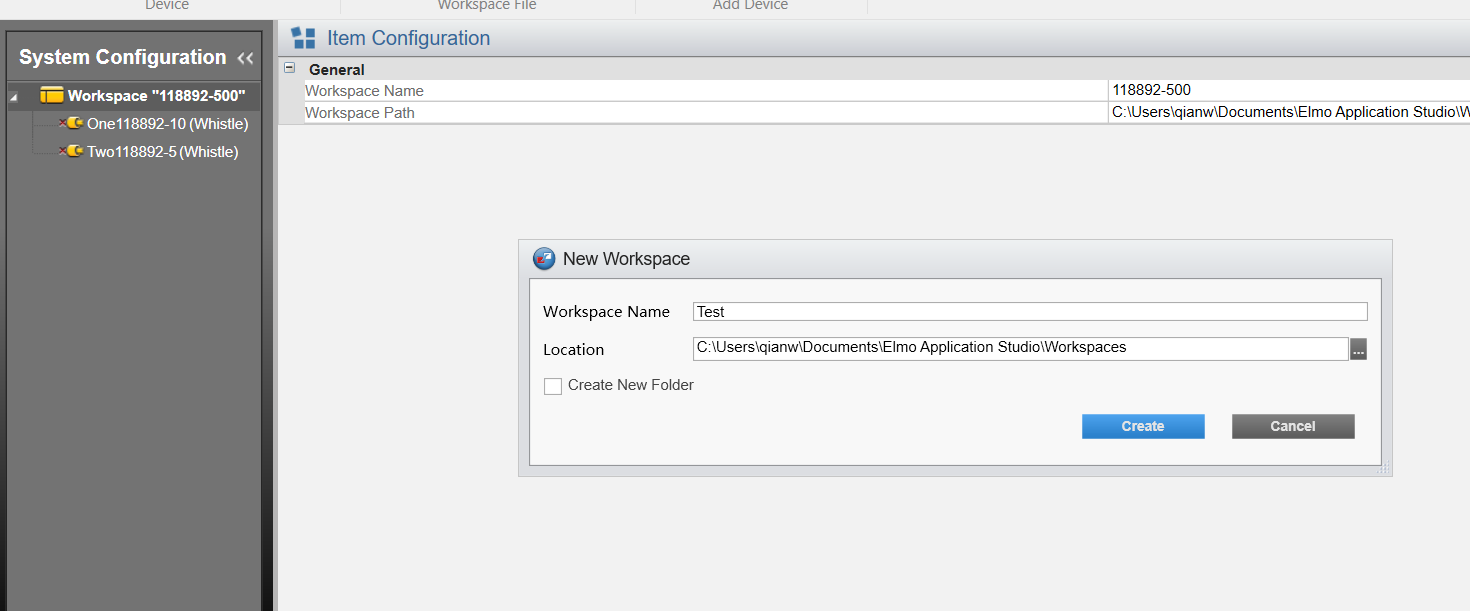 Device
Workspace File
Add Device
System Configuration
Workspace "118892-500"
One118892-10 (Whistle)
Two118892-5 (Whistle)
Item Configuration
General
Workspace Name 118892-500
Workspace Path C:\Users\qianw\Documents\Elmo Application Studio\W
New Workspace
Workspace Name Test
Location C:\Users\qianw\Documents\Elmo Application Studio\Workspaces ...
Create New Folder
Create
Cancel